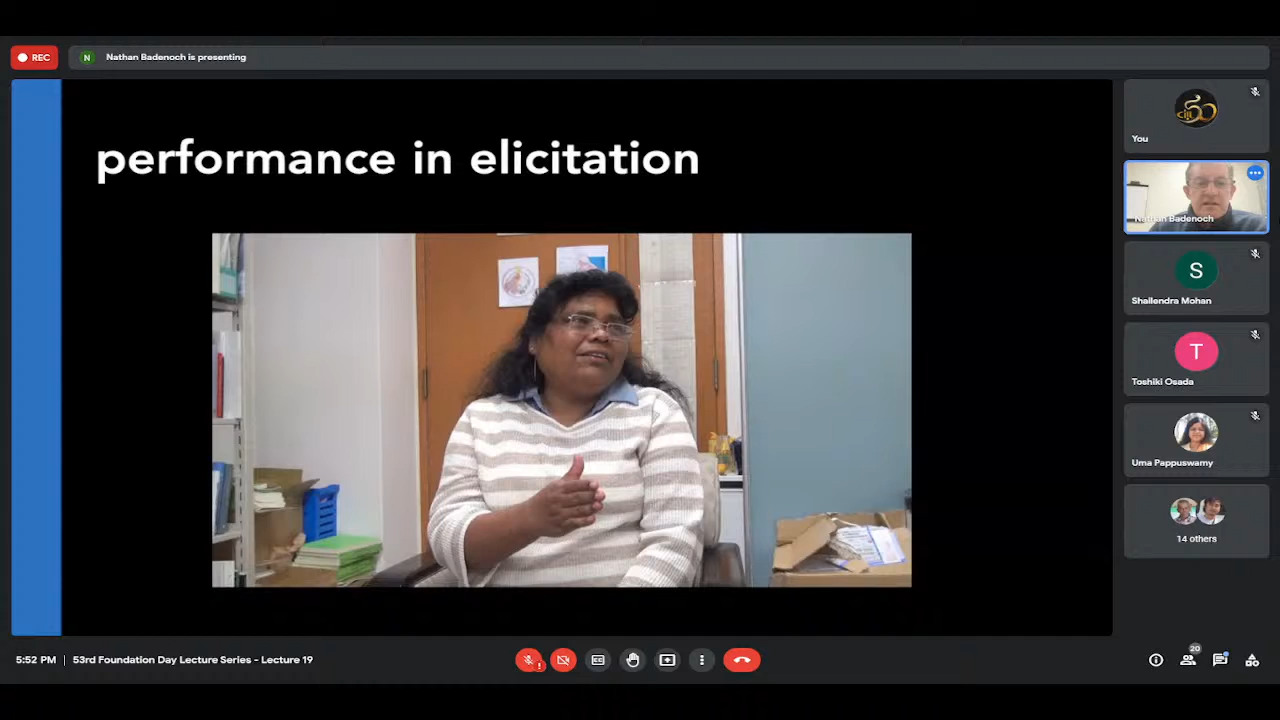 REC
N
Nathan Badenoch is presenting
performance in elicitation
You
Nathan Badenoch
S
Shailendra Mohan
T
Toshiki Osada
Uma Pappuswamy
14 others
5:52 PM | 53rd Foundation Day Lecture Series - Lecture 19
20